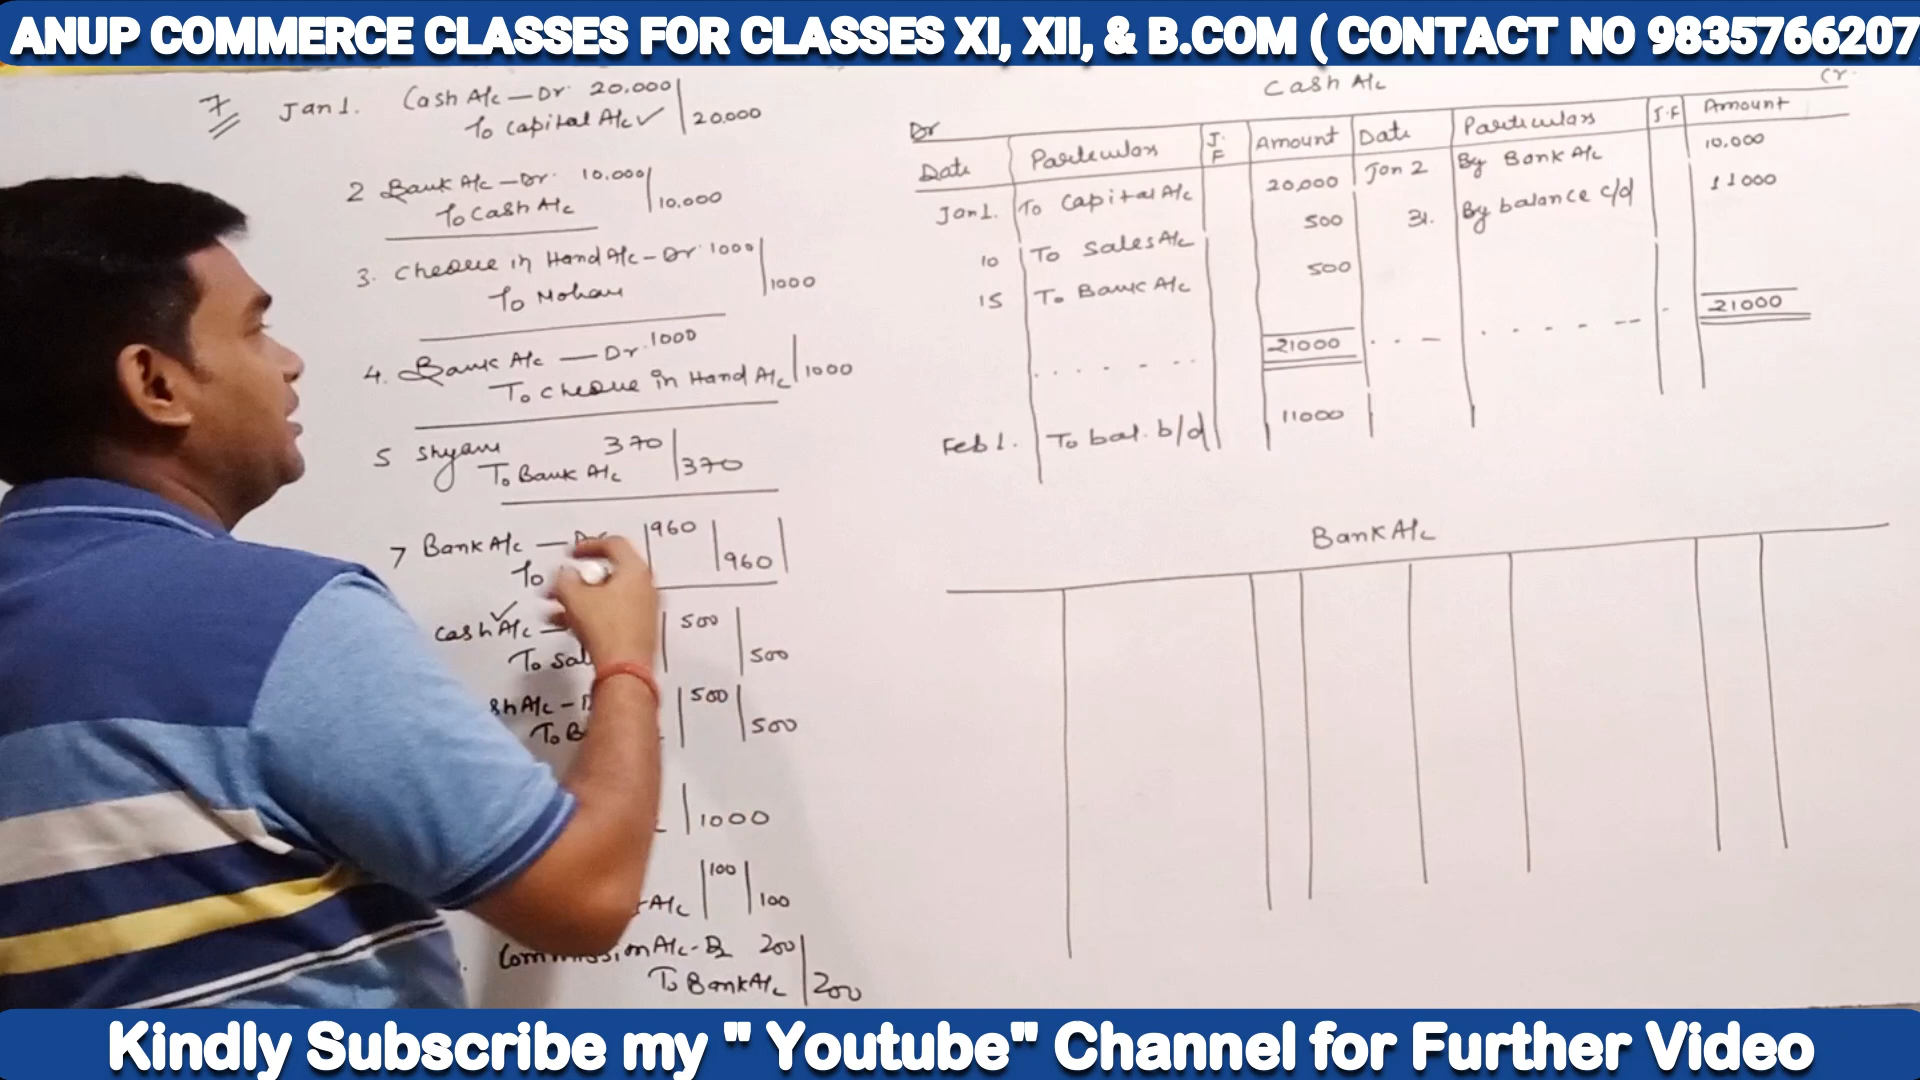 ANUP COMMERCE CLASSES FOR CLASSES XI, XII, & B.COM ( CONTACT NO 9835766207
7 Jan 1. Cash A/c — Dr 20.000
To capital A/c ✓ 20.000
2 Bank A/c — Dr. 10.000
To Cash A/c 10.000
3. Cheque in Hand A/c - Dr 1000
To Mohan 1000
4. Bank A/c — Dr. 1000
To Cheque in Hand A/c 1000
5 Shyam 370
To Bank A/c 370
7 Bank A/c — Dr 960
To 960
Cash A/c — 500
To 500
A/c - 500
To 500
1000
100
A/c 100
Commission A/c - Dr 200
To Bank A/c 200
Cash A/c
Dr Cr.
Date Particulars J.F Amount Date Particulars J.F Amount
Jan 1. To Capital A/c 20,000 Jan 2 By Bank A/c 10,000
10 To Sales A/c 500 31. By balance c/d 11000
15 To Bank A/c 500
21000 21000
Feb 1. To bal. b/d 11000
Bank A/c
Kindly Subscribe my " Youtube" Channel for Further Video